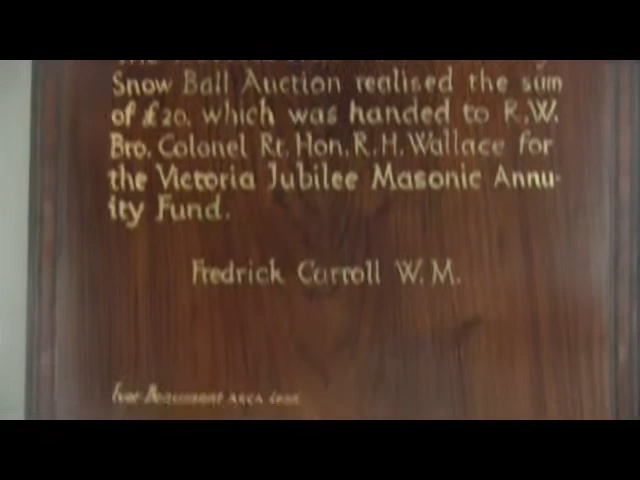 Snow Ball Auction realised the sum
of £20. which was handed to R.W.
Bro. Colonel Rt. Hon. R.H. Wallace for
the Victoria Jubilee Masonic Annu-
ity Fund.
Fredrick Carroll W.M.